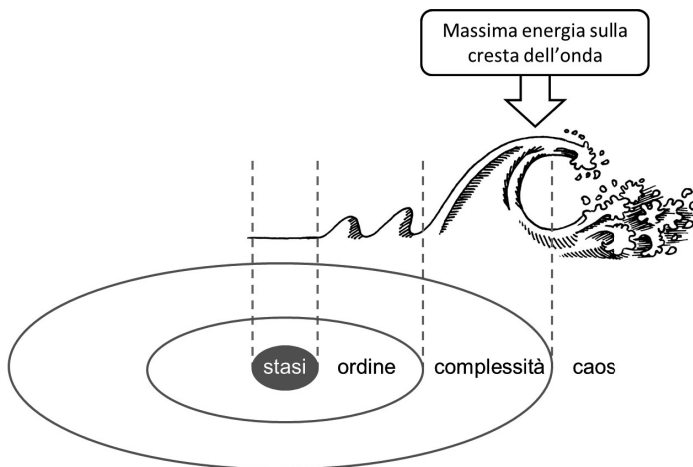 Massima energia sulla
cresta dell'onda
stasi ordine complessità caos